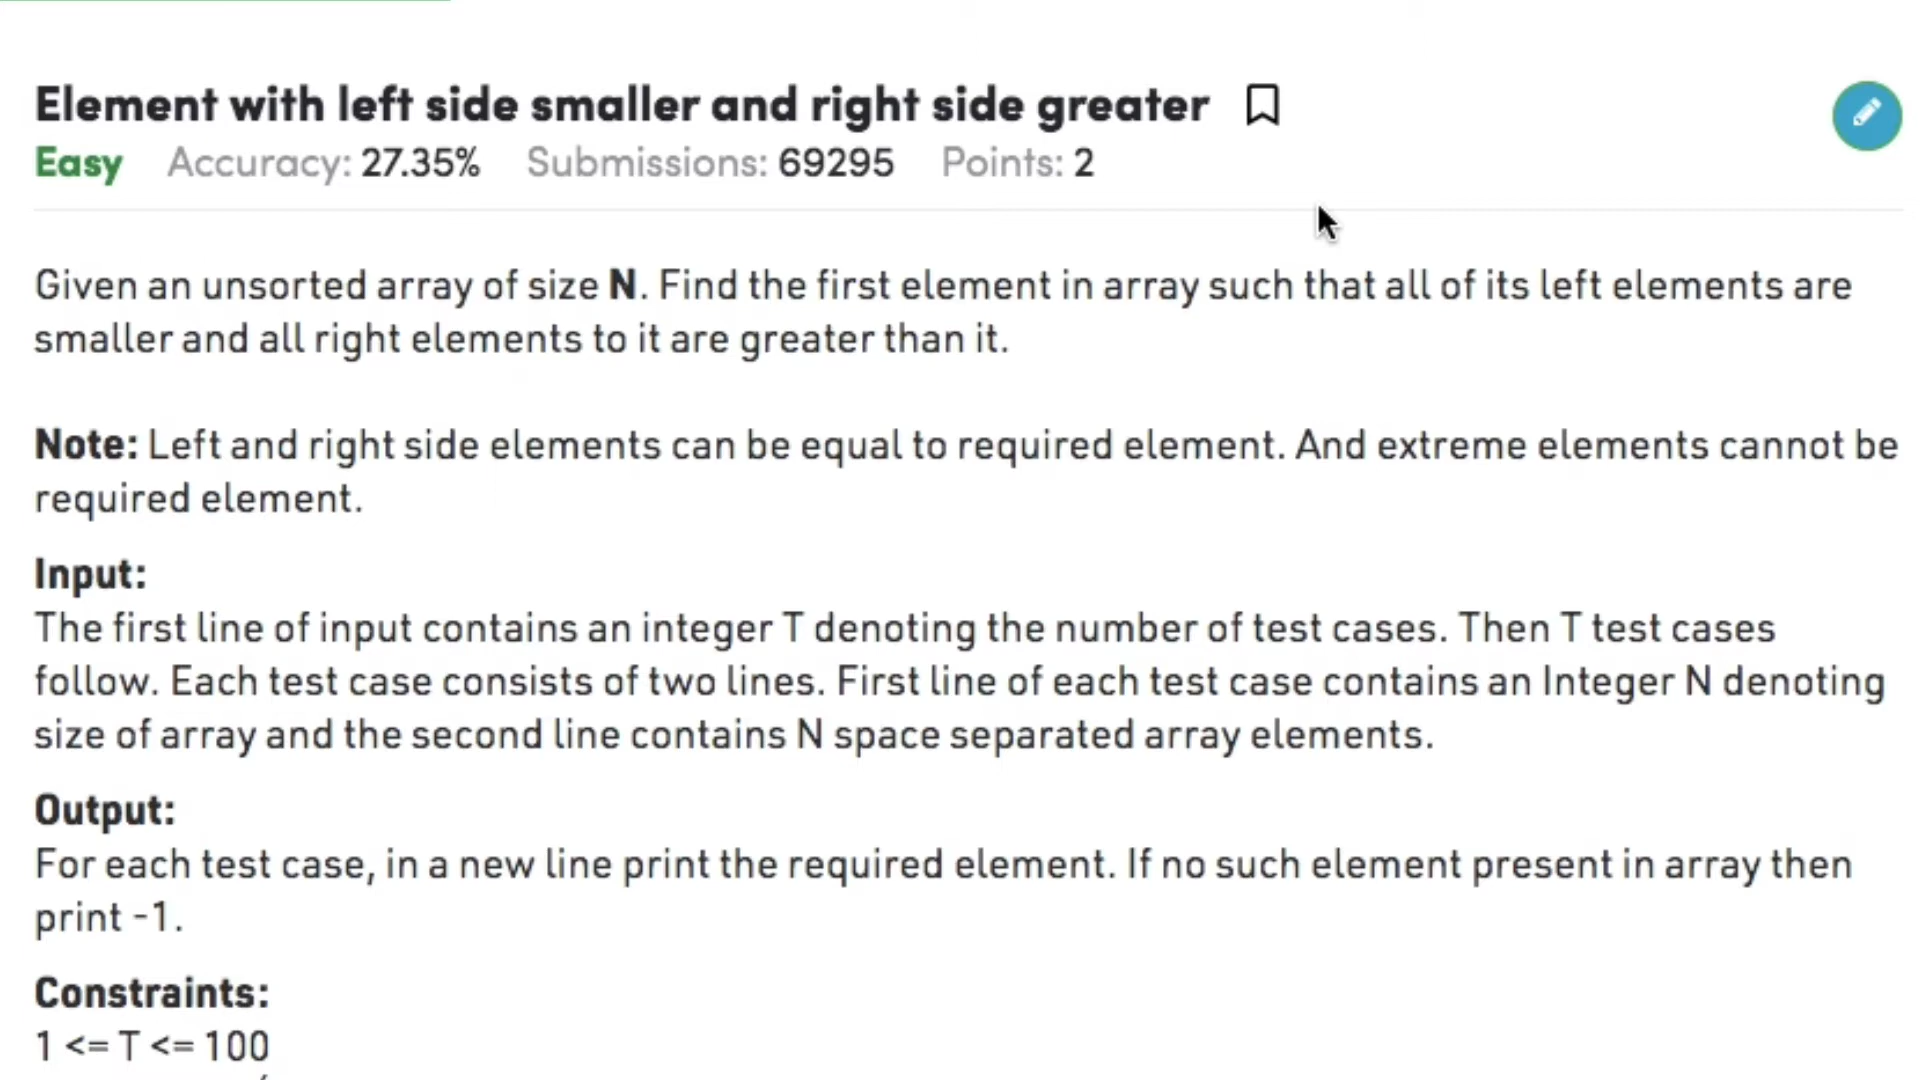 Element with left side smaller and right side greater
Easy Accuracy: 27.35% Submissions: 69295 Points: 2
Given an unsorted array of size N. Find the first element in array such that all of its left elements are
smaller and all right elements to it are greater than it.
Note: Left and right side elements can be equal to required element. And extreme elements cannot be
required element.
Input:
The first line of input contains an integer T denoting the number of test cases. Then T test cases
follow. Each test case consists of two lines. First line of each test case contains an Integer N denoting
size of array and the second line contains N space separated array elements.
Output:
For each test case, in a new line print the required element. If no such element present in array then
print -1.
Constraints:
1 <= T <= 100